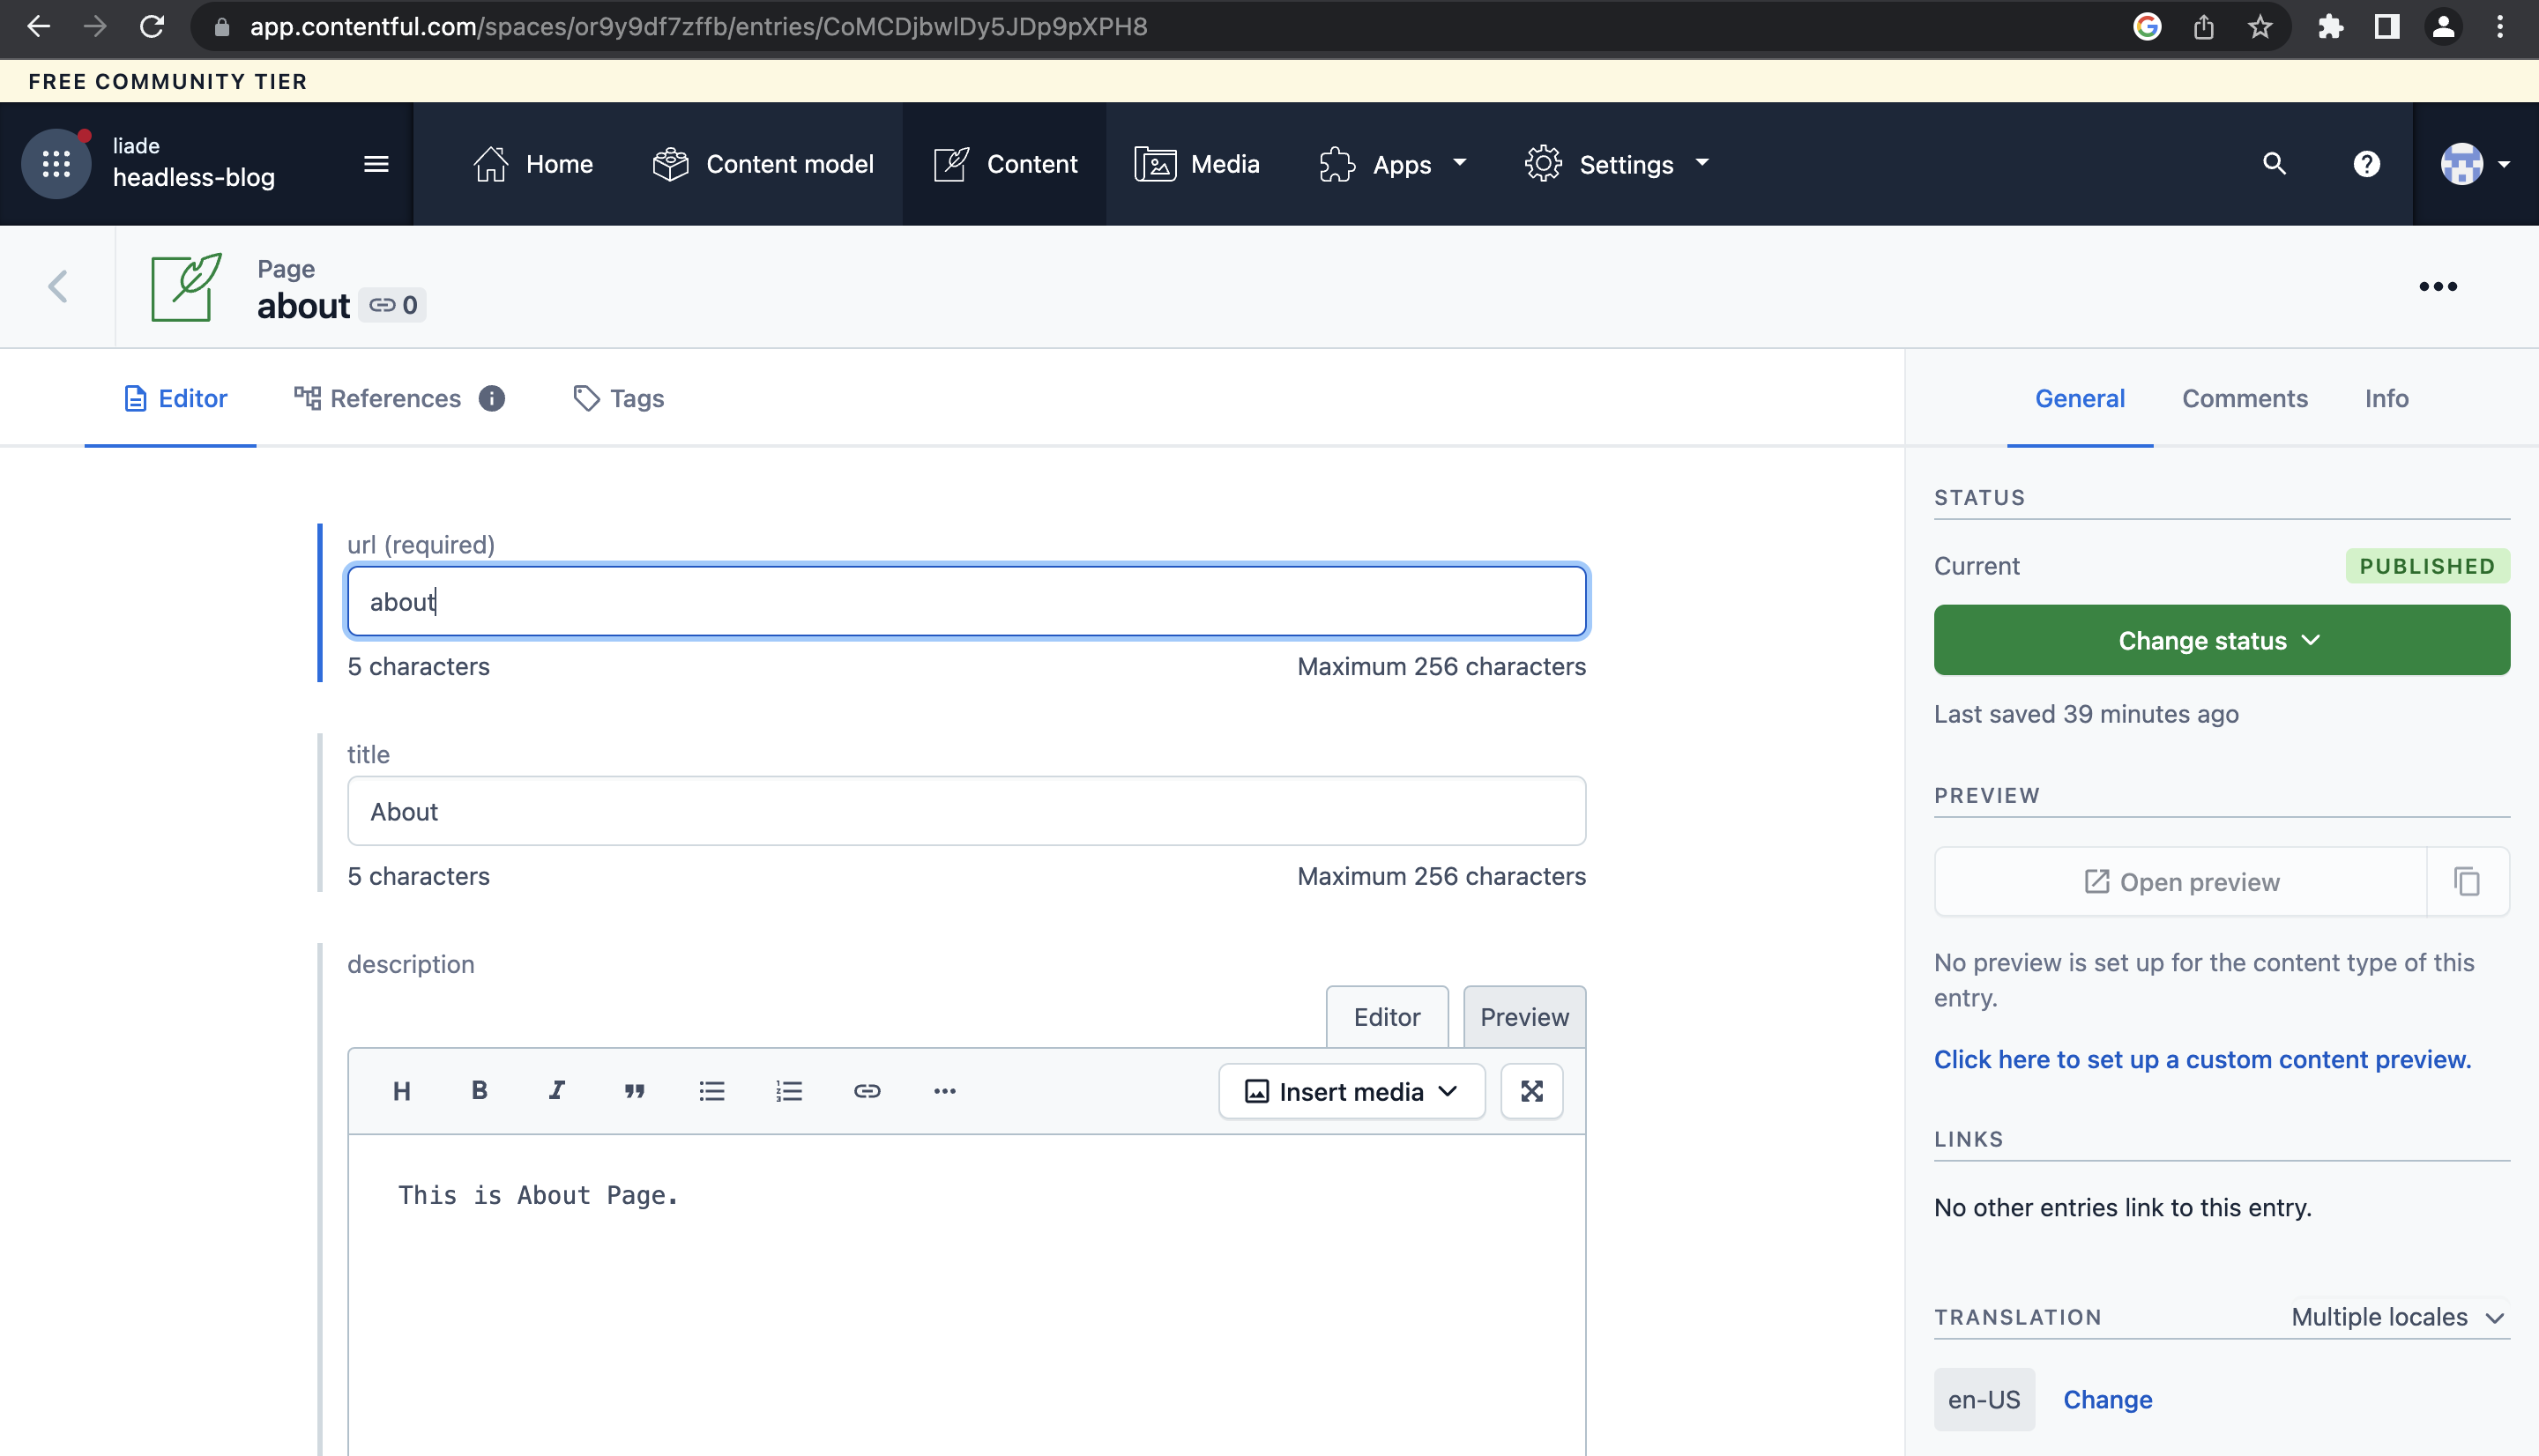 app.contentful.com/spaces/or9y9df7zffb/entries/CoMCDjbwlDy5JDp9pXPH8
FREE COMMUNITY TIER
liade
headless-blog
Home
Content model
Content
Media
Apps
Settings
Page
about
0
Editor
References
Tags
General
Comments
Info
url (required)
about
5 characters
Maximum 256 characters
title
About
5 characters
Maximum 256 characters
description
Editor
Preview
H
B
I
Insert media
This is About Page.
STATUS
Current
PUBLISHED
Change status
Last saved 39 minutes ago
PREVIEW
Open preview
No preview is set up for the content type of this
entry.
Click here to set up a custom content preview.
LINKS
No other entries link to this entry.
TRANSLATION
Multiple locales
en-US
Change